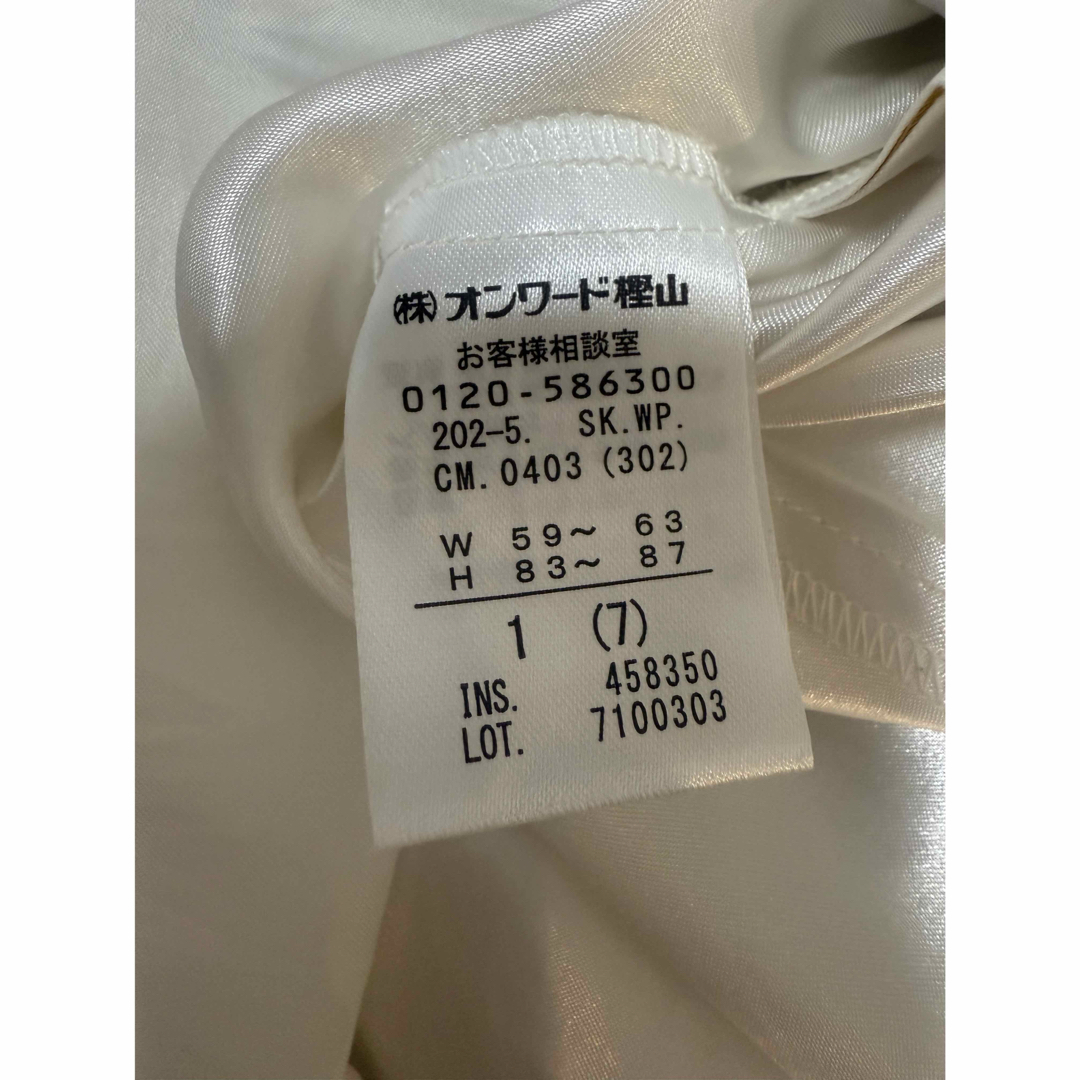 (株)オンワード樫山
お客様相談室
0120-586300
202-5. SK.WP.
CM.0403(302)
W 59～ 63
H 83～ 87
1 (7)
INS. 458350
LOT. 7100303